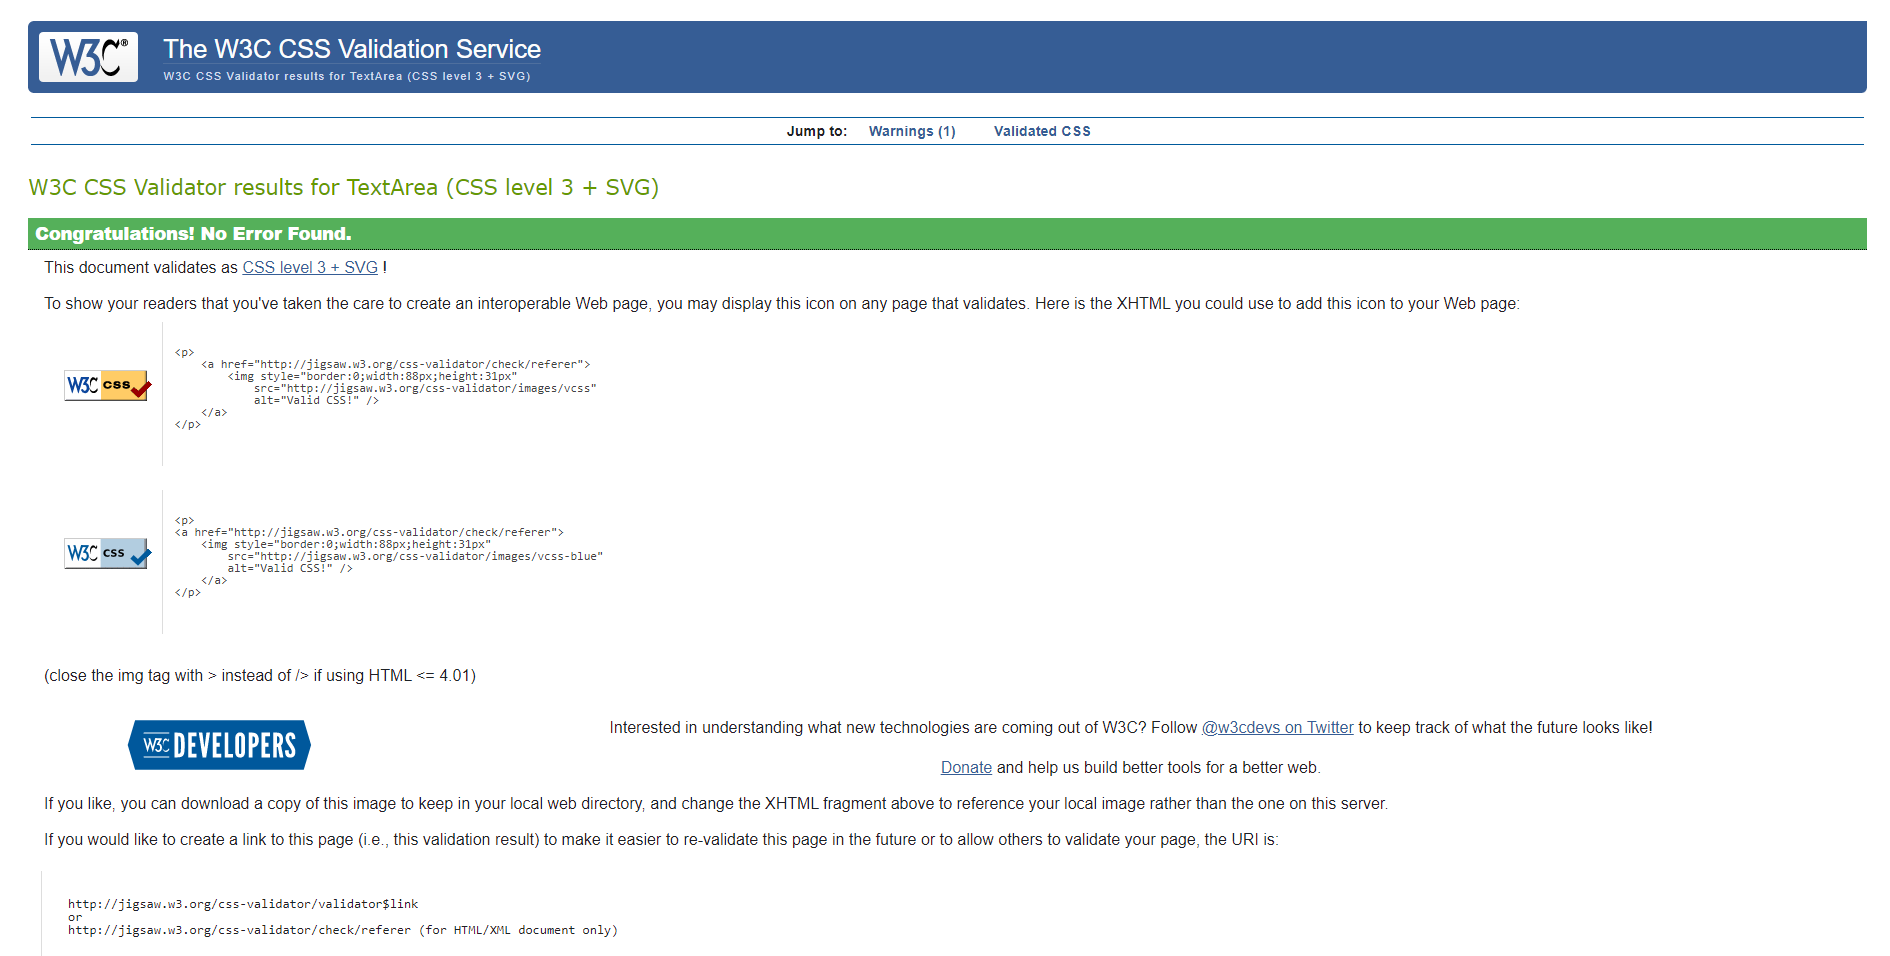 W3C®
The W3C CSS Validation Service
W3C CSS Validator results for TextArea (CSS level 3 + SVG)
Jump to: Warnings (1) Validated CSS
W3C CSS Validator results for TextArea (CSS level 3 + SVG)
Congratulations! No Error Found.
This document validates as CSS level 3 + SVG !
To show your readers that you've taken the care to create an interoperable Web page, you may display this icon on any page that validates. Here is the XHTML you could use to add this icon to your Web page:
W3C css
<p>
    <a href="http://jigsaw.w3.org/css-validator/check/referer">
        <img style="border:0;width:88px;height:31px"
            src="http://jigsaw.w3.org/css-validator/images/vcss"
            alt="Valid CSS!" />
    </a>
</p>
W3C css
<p>
<a href="http://jigsaw.w3.org/css-validator/check/referer">
    <img style="border:0;width:88px;height:31px"
        src="http://jigsaw.w3.org/css-validator/images/vcss-blue"
        alt="Valid CSS!" />
    </a>
</p>
(close the img tag with > instead of /> if using HTML <= 4.01)
W3C DEVELOPERS
Interested in understanding what new technologies are coming out of W3C? Follow @w3cdevs on Twitter to keep track of what the future looks like!
Donate and help us build better tools for a better web.
If you like, you can download a copy of this image to keep in your local web directory, and change the XHTML fragment above to reference your local image rather than the one on this server.
If you would like to create a link to this page (i.e., this validation result) to make it easier to re-validate this page in the future or to allow others to validate your page, the URI is:
http://jigsaw.w3.org/css-validator/validator$link
or
http://jigsaw.w3.org/css-validator/check/referer (for HTML/XML document only)